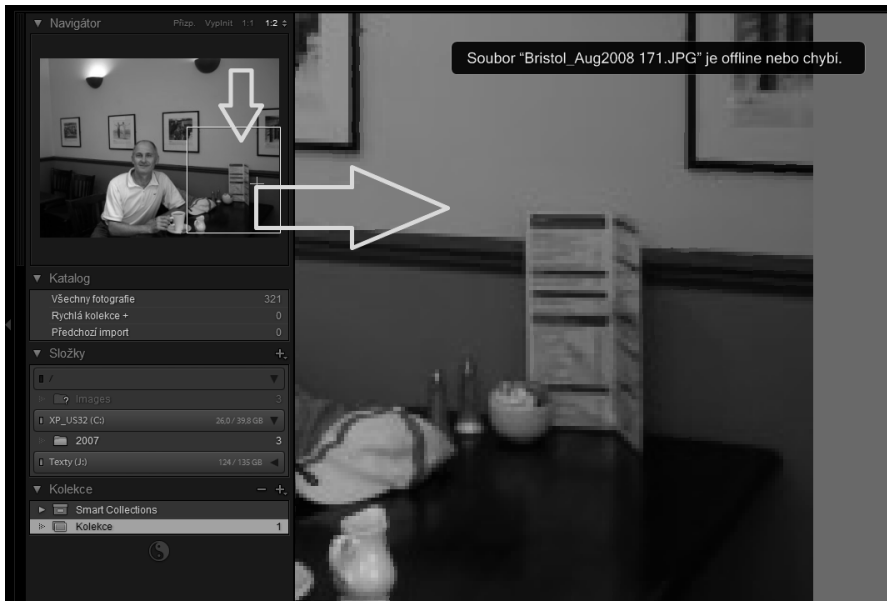 Navigátor Přizp. Vyplnit 1:1 1:2
Soubor “Bristol_Aug2008 171.JPG” je offline nebo chybí.
Katalog
Všechny fotografie 321
Rychlá kolekce + 0
Předchozí import 0
Složky
/
Images 3
XP_US32 (C:) 26.0 / 39,8 GB
2007 3
Texty (J:) 124 / 135 GB
Kolekce
Smart Collections
Kolekce 1